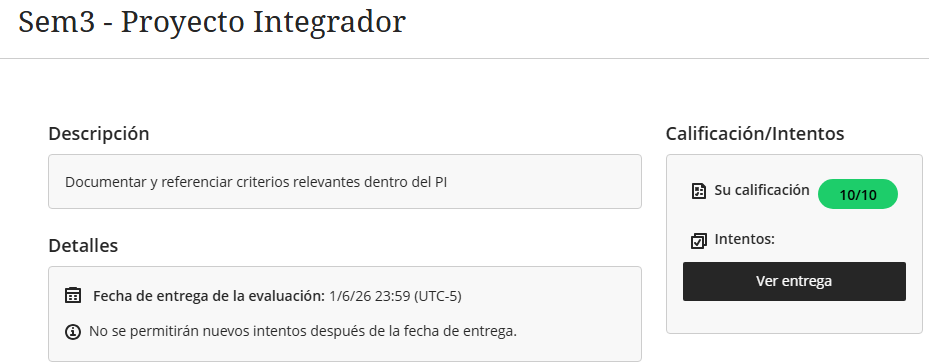 Sem3 - Proyecto Integrador
Descripción
Documentar y referenciar criterios relevantes dentro del PI
Detalles
Fecha de entrega de la evaluación: 1/6/26 23:59 (UTC-5)
No se permitirán nuevos intentos después de la fecha de entrega.
Calificación/Intentos
Su calificación 10/10
Intentos:
Ver entrega